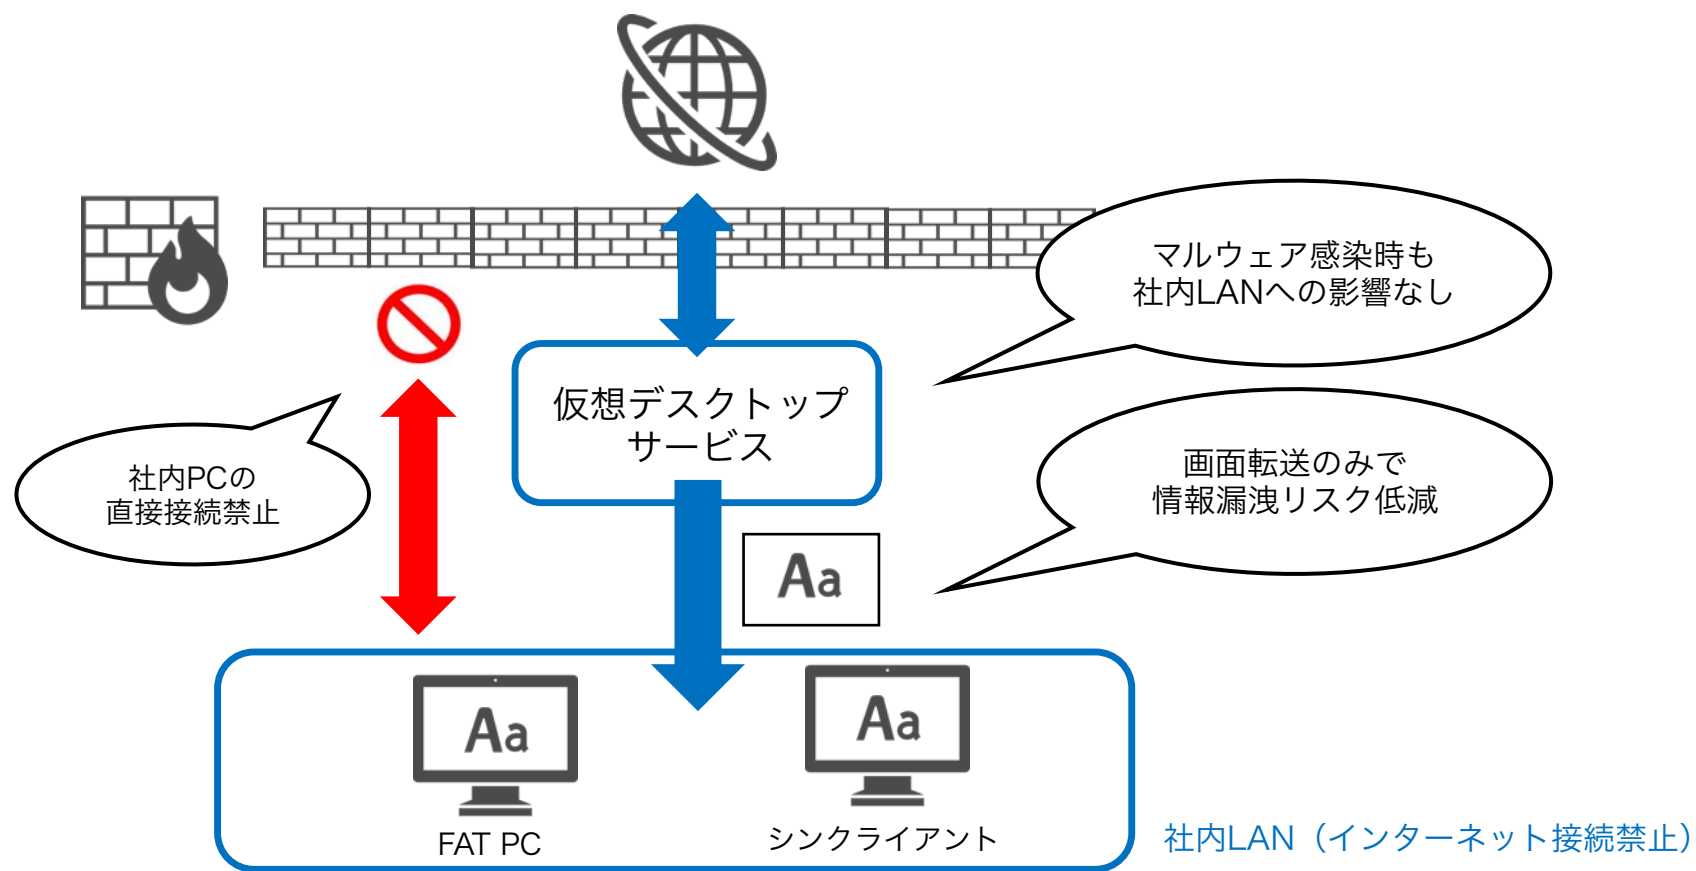 マルウェア感染時も
社内LANへの影響なし
仮想デスクトップ
サービス
社内PCの
直接接続禁止
画面転送のみで
情報漏洩リスク低減
Aa
Aa
Aa
FAT PC
シンクライアント
社内LAN（インターネット接続禁止）